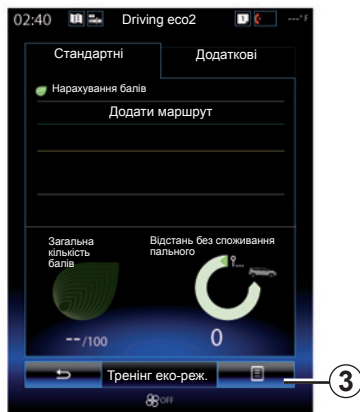 02:40 Driving eco2 ---°F
Стандартні Додаткові
Нарахування балів
Додати маршрут
Загальна
кількість
балів
Відстань без споживання
пального
--/100
0
Тренінг еко-реж.
3
OFF